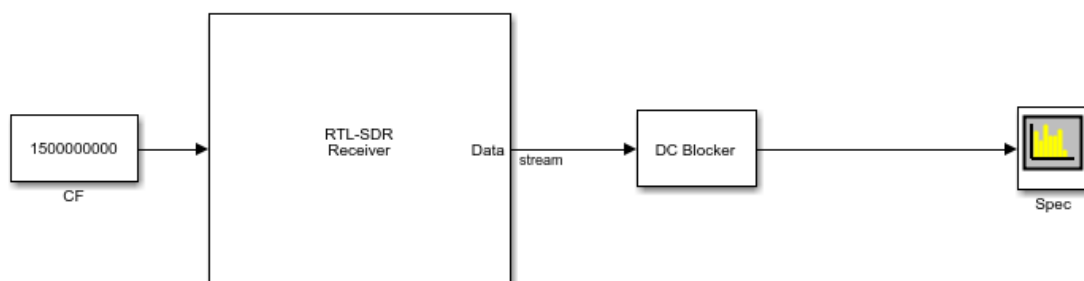 1500000000
CF
RTL-SDR
Receiver
Data
stream
DC Blocker
Spec